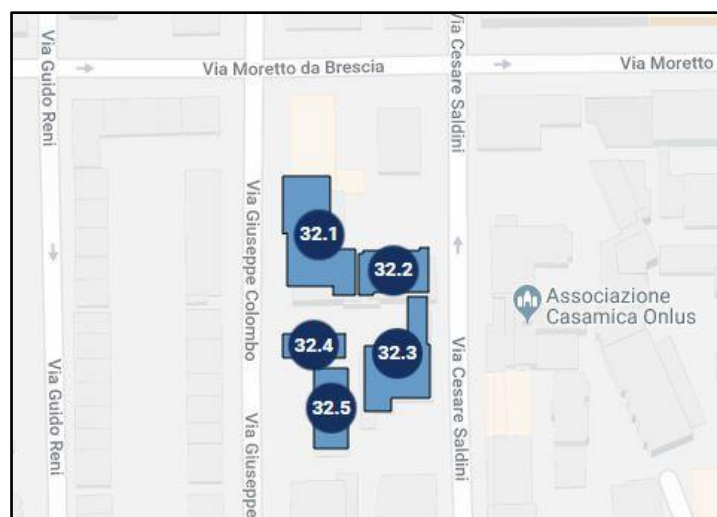 Via Guido Reni
Via Moretto da Brescia
Via Cesare Saldini
Via Moretto
Via Giuseppe Colombo
32.1
32.2
Associazione
Casamica Onlus
32.4
32.3
Via Guido Reni
Via Cesare Saldini
32.5
Via Giuseppe